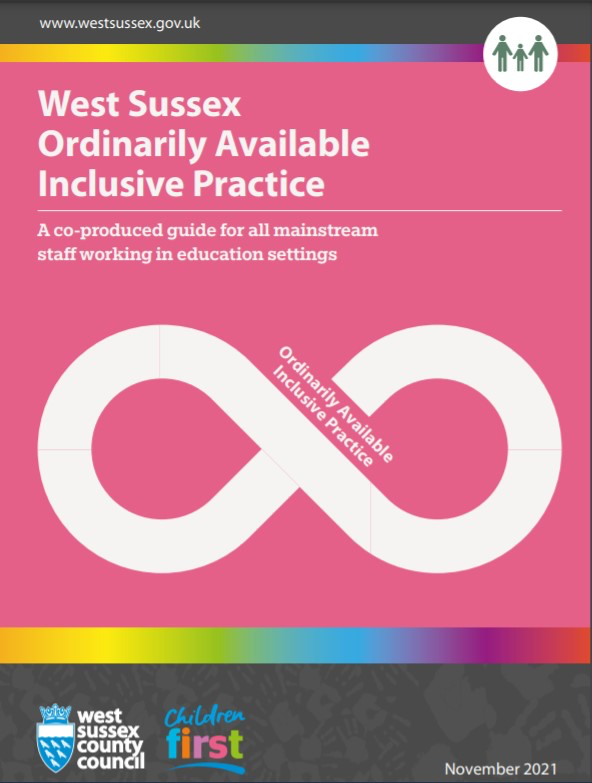 www.westsussex.gov.uk
West Sussex
Ordinarily Available
Inclusive Practice
A co-produced guide for all mainstream
staff working in education settings
Ordinarily Available
Inclusive Practice
west
sussex
county
council
Children
first
November 2021